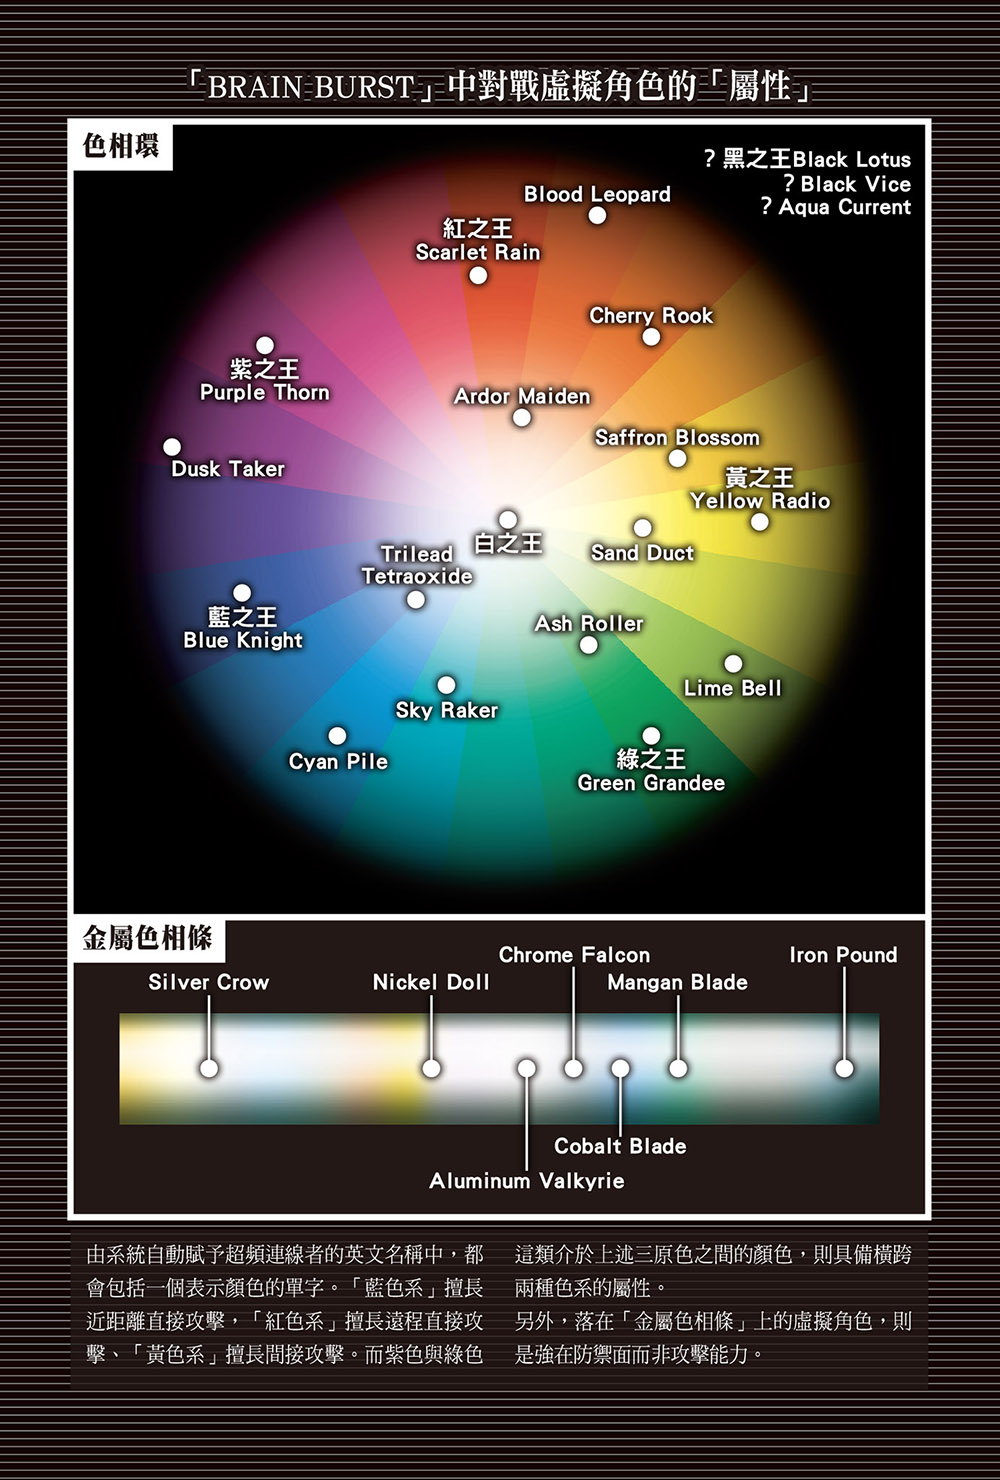 「BRAIN BURST」中對戰虛擬角色的「屬性」
色相環
？黑之王Black Lotus
？Black Vice
？Aqua Current
Blood Leopard
紅之王
Scarlet Rain
Cherry Rook
紫之王
Purple Thorn
Ardor Maiden
Saffron Blossom
Dusk Taker
黃之王
Yellow Radio
白之王
Sand Duct
Trilead
Tetraoxide
藍之王
Blue Knight
Ash Roller
Lime Bell
Sky Raker
Cyan Pile
綠之王
Green Grandee
金屬色相條
Chrome Falcon
Iron Pound
Silver Crow
Nickel Doll
Mangan Blade
Cobalt Blade
Aluminum Valkyrie
由系統自動賦予超頻連線者的英文名稱中，都
會包括一個表示顏色的單字。「藍色系」擅長
近距離直接攻擊，「紅色系」擅長遠程直接攻
擊、「黃色系」擅長間接攻擊。而紫色與綠色
這類介於上述三原色之間的顏色，則具備橫跨
兩種色系的屬性。
另外，落在「金屬色相條」上的虛擬角色，則
是強在防禦面而非攻擊能力。